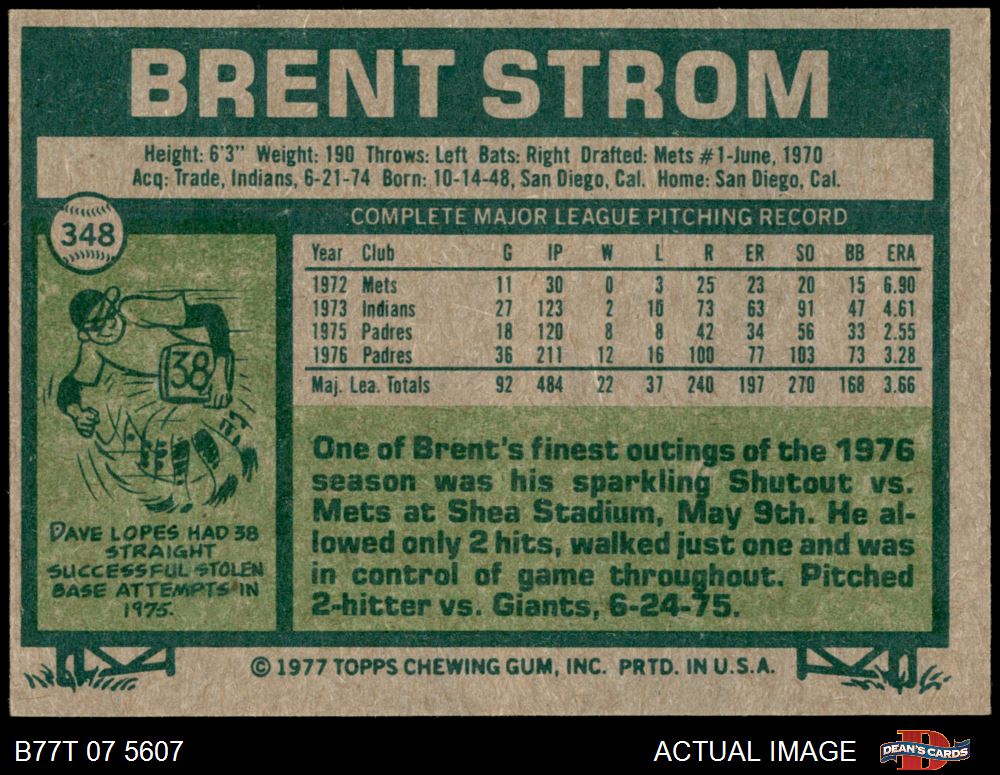 BRENT STROM
Height: 6'3" Weight: 190 Throws: Left Bats: Right Drafted: Mets #1-June, 1970
Acq: Trade, Indians, 6-21-74 Born: 10-14-48, San Diego, Cal. Home: San Diego, Cal.
348
COMPLETE MAJOR LEAGUE PITCHING RECORD
Year Club G IP W L R ER SO BB ERA
1972 Mets 11 30 0 3 25 23 20 15 6.90
1973 Indians 27 123 2 10 73 63 91 47 4.61
1975 Padres 18 120 8 8 42 34 56 33 2.55
1976 Padres 36 211 12 16 100 77 103 73 3.28
Maj. Lea. Totals 92 484 22 37 240 197 270 168 3.66
38
DAVE LOPES HAD 38
STRAIGHT
SUCCESSFUL STOLEN
BASE ATTEMPTS IN
1975.
One of Brent's finest outings of the 1976
season was his sparkling Shutout vs.
Mets at Shea Stadium, May 9th. He al-
lowed only 2 hits, walked just one and was
in control of game throughout. Pitched
2-hitter vs. Giants, 6-24-75.
© 1977 TOPPS CHEWING GUM, INC. PRTD. IN U.S.A.
B77T 07 5607 ACTUAL IMAGE DEAN'S CARDS